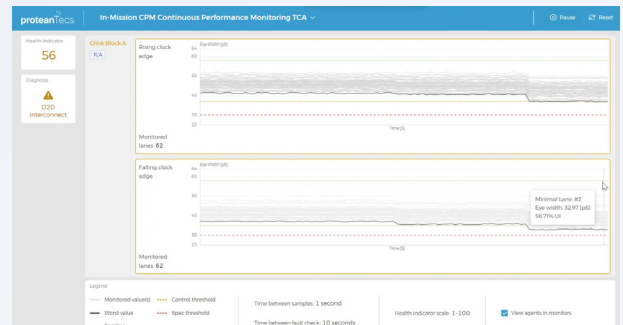 proteanTecs
In-Mission CPM Continuous Performance Monitoring TCA
Pause
Reset
Health Indicator
56
Diagnosis
D2D
Interconnect
Glink Block A
TCA
Rising clock
edge
Eye Width [pS]
64
60
50
40
30
25
Time [S]
Monitored
lanes: 62
Falling clock
edge
Eye Width [pS]
64
60
50
40
30
25
Time [S]
Minimal Lane: #2
Eye width: 32.97 [pS]
56.71% UI
Monitored
lanes: 62
Legend
Monitored value(s)
Control threshold
Worst value
Spec threshold
Time between samples: 1 second
Time between fault check: 10 seconds
Health indicator scale: 1-100
View agents in monitors